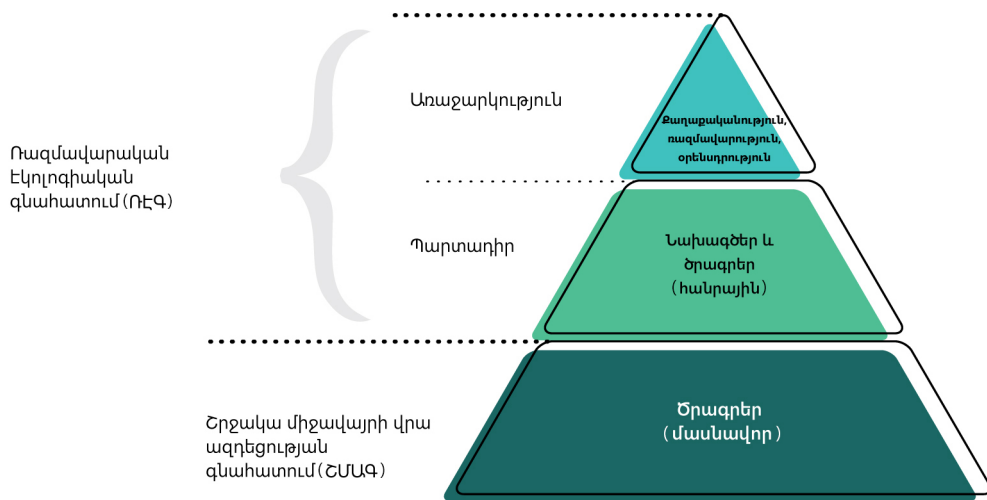 Առաջարկություն
Քաղաքականություն,
ռազմավարություն,
օրենսդրություն
Ռազմավարական
էկոլոգիական
գնահատում(ՌԷԳ)
Պարտադիր
Նախագծեր և
ծրագրեր
(հանրային)
Շրջակա միջավայրի վրա
ազդեցության
գնահատում(ՇՄԱԳ)
Ծրագրեր
(մասնավոր)